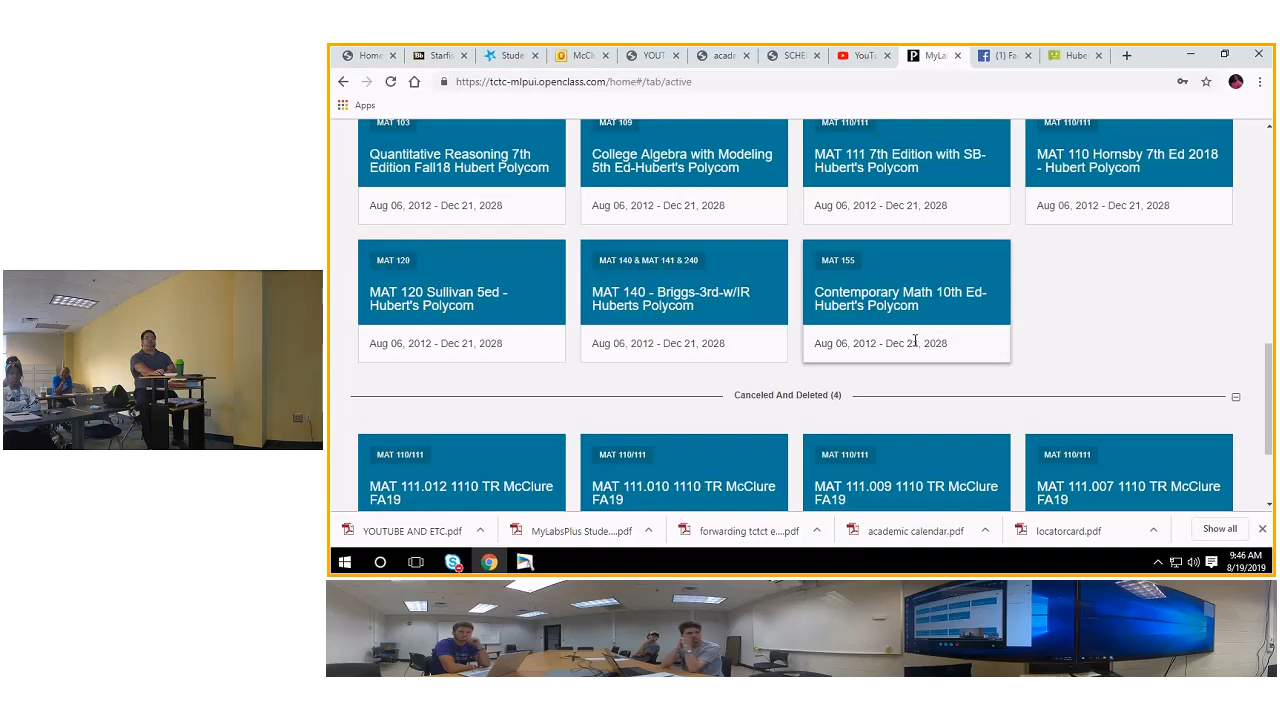 Home
Starfis
Stude
McClu
YOUT
acade
SCHE
YouTu
MyLa
(1) Fa
Hube
https://tctc-mlpui.openclass.com/home#/tab/active
Apps
MAT 103
MAT 109
MAT 110/111
MAT 110/111
Quantitative Reasoning 7th
Edition Fall18 Hubert Polycom
College Algebra with Modeling
5th Ed-Hubert's Polycom
MAT 111 7th Edition with SB-
Hubert's Polycom
MAT 110 Hornsby 7th Ed 2018
- Hubert Polycom
Aug 06, 2012 - Dec 21, 2028
Aug 06, 2012 - Dec 21, 2028
Aug 06, 2012 - Dec 21, 2028
Aug 06, 2012 - Dec 21, 2028
MAT 120
MAT 120 Sullivan 5ed -
Hubert's Polycom
Aug 06, 2012 - Dec 21, 2028
MAT 140 & MAT 141 & 240
MAT 140 - Briggs-3rd-w/IR
Huberts Polycom
Aug 06, 2012 - Dec 21, 2028
MAT 155
Contemporary Math 10th Ed-
Hubert's Polycom
Aug 06, 2012 - Dec 21, 2028
Canceled And Deleted (4)
MAT 110/111
MAT 111.012 1110 TR McClure
FA19
MAT 110/111
MAT 111.010 1110 TR McClure
FA19
MAT 110/111
MAT 111.009 1110 TR McClure
FA19
MAT 110/111
MAT 111.007 1110 TR McClure
FA19
YOUTUBE AND ETC.pdf
MyLabsPlus Stude....pdf
forwarding tctct e....pdf
academic calendar.pdf
locatorcard.pdf
Show all
9:46 AM
8/19/2019